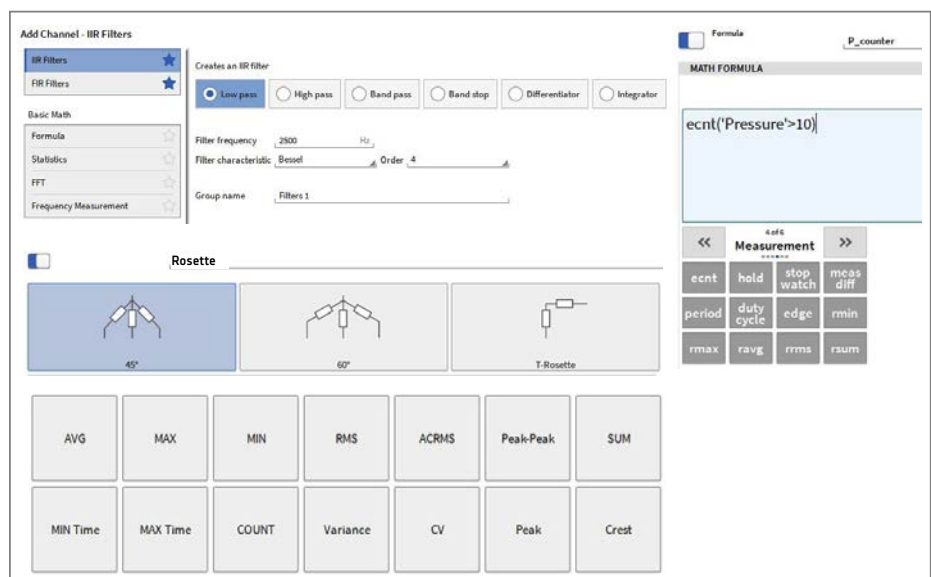 Add Channel - IIR Filters
IIR Filters
FIR Filters
Basic Math
Formula
Statistics
FFT
Frequency Measurement
Creates an IIR filter
Low pass High pass Band pass Band stop Differentiator Integrator
Filter frequency 2500 Hz
Filter characteristic Bessel Order 4
Group name Filters 1
Formula P_counter
MATH FORMULA
ecnt('Pressure'>10)
4 of 6
« Measurement »
ecnt hold stop watch meas diff
period duty cycle edge rmin
rmax ravg rrms rsum
Rosette
45° 60° T-Rosette
AVG MAX MIN RMS ACRMS Peak-Peak SUM
MIN Time MAX Time COUNT Variance CV Peak Crest